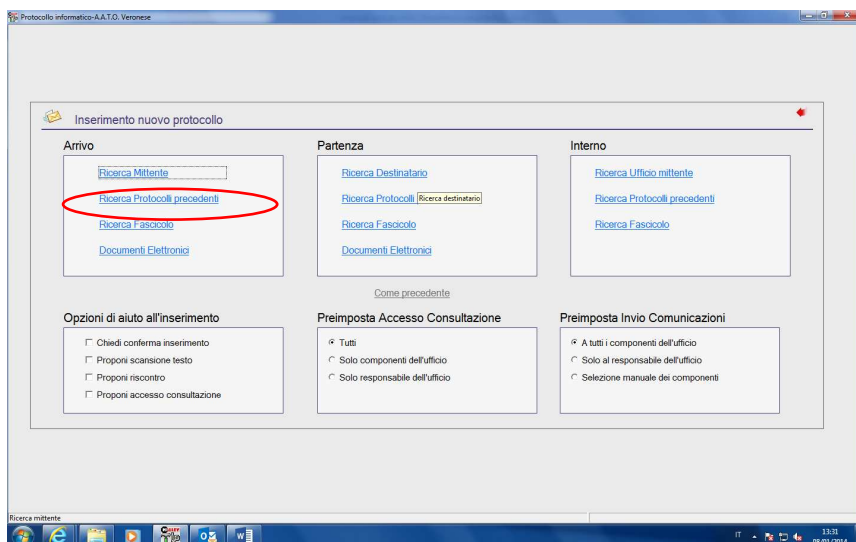 Protocollo informatico-A.A.T.O. Veronese
Inserimento nuovo protocollo
Arrivo
Ricerca Mittente
Ricerca Protocolli precedenti
Ricerca Fascicolo
Documenti Elettronici
Partenza
Ricerca Destinatario
Ricerca Protocolli
Ricerca destinatario
Ricerca Fascicolo
Documenti Elettronici
Interno
Ricerca Ufficio mittente
Ricerca Protocolli precedenti
Ricerca Fascicolo
Come precedente
Opzioni di aiuto all'inserimento
Chiedi conferma inserimento
Proponi scansione testo
Proponi riscontro
Proponi accesso consultazione
Preimposta Accesso Consultazione
Tutti
Solo componenti dell'ufficio
Solo responsabile dell'ufficio
Preimposta Invio Comunicazioni
A tutti i componenti dell'ufficio
Solo al responsabile dell'ufficio
Selezione manuale dei componenti
Ricerca mittente
IT
13:31
08/01/2014